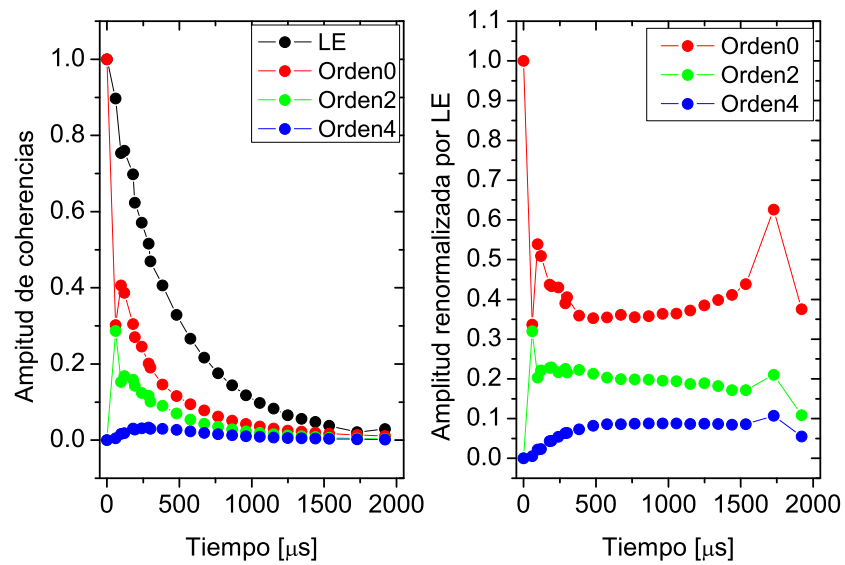 Ampitud de coherencias
1.0
0.8
0.6
0.4
0.2
0.0
0
500
1000
1500
2000
Tiempo [μs]
LE
Orden0
Orden2
Orden4
Amplitud renormalizada por LE
1.1
1.0
0.9
0.8
0.7
0.6
0.5
0.4
0.3
0.2
0.1
0.0
0
500
1000
1500
2000
Tiempo [μs]
Orden0
Orden2
Orden4